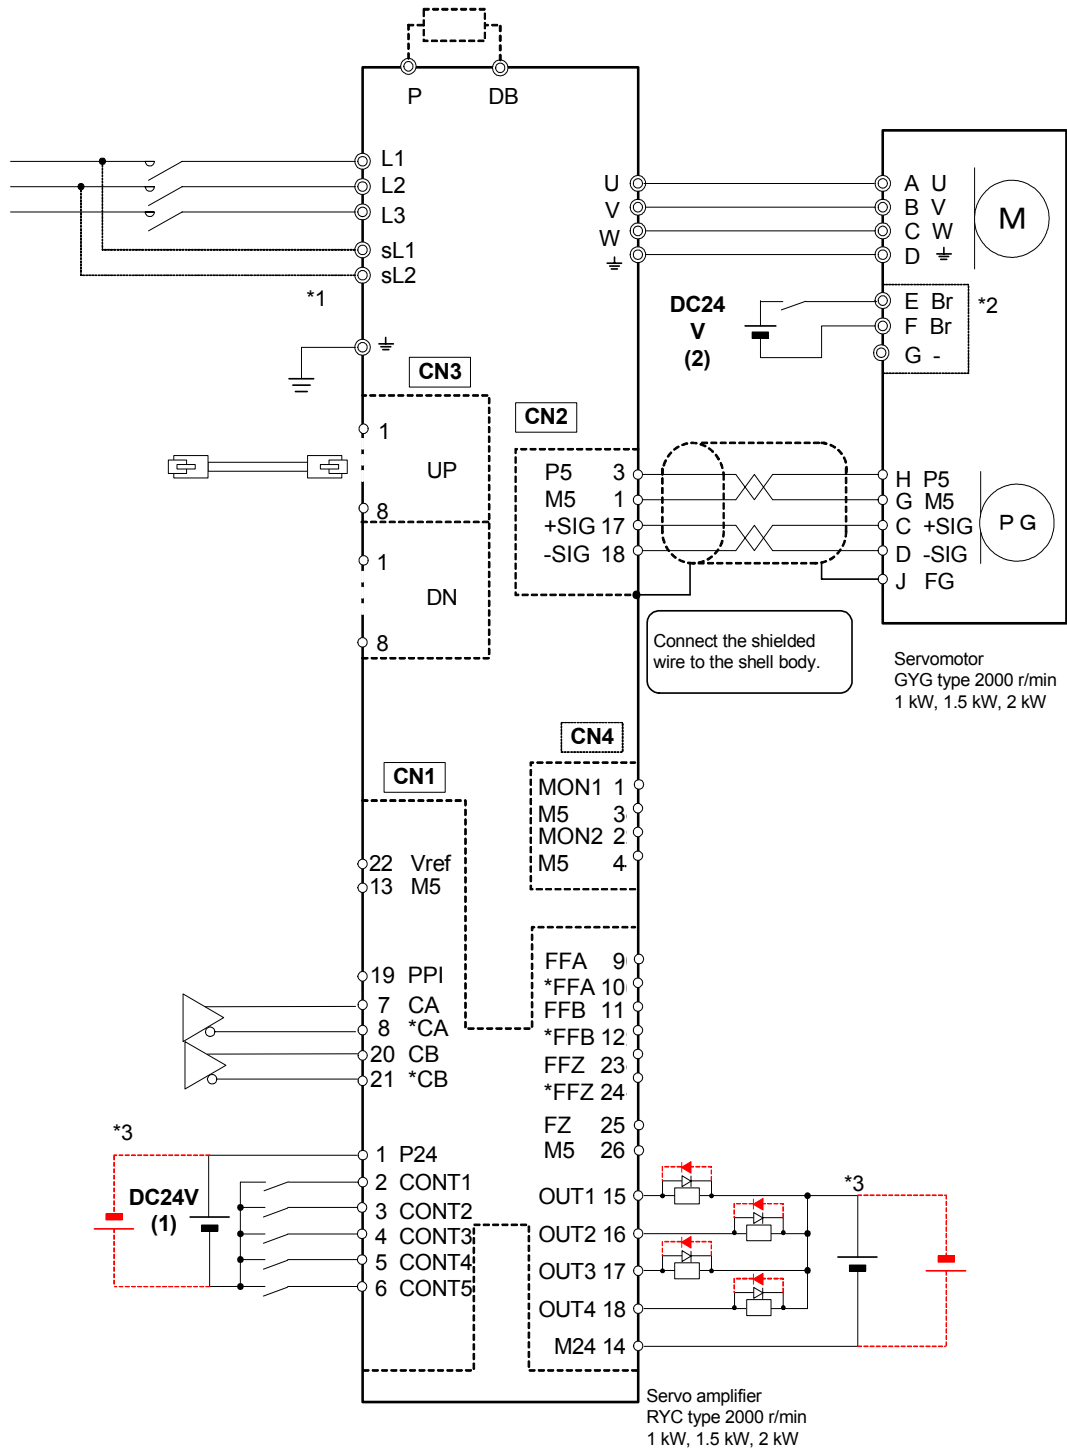 P DB
L1
L2
L3
sL1
sL2
*1
U
V
W
A U
B V
C W
D
M
DC24
V
(2)
E Br
F Br
G -
*2
CN3
1
UP
8
1
DN
8
CN2
P5 3
M5 1
+SIG 17
-SIG 18
H P5
G M5
C +SIG
D -SIG
J FG
P G
Connect the shielded
wire to the shell body.
Servomotor
GYG type 2000 r/min
1 kW, 1.5 kW, 2 kW
CN4
MON1 1
M5 3
MON2 2
M5 4
CN1
22 Vref
13 M5
19 PPI
7 CA
8 *CA
20 CB
21 *CB
FFA 9
*FFA 10
FFB 11
*FFB 12
FFZ 23
*FFZ 24
FZ 25
M5 26
*3
DC24V
(1)
1 P24
2 CONT1
3 CONT2
4 CONT3
5 CONT4
6 CONT5
OUT1 15
OUT2 16
OUT3 17
OUT4 18
M24 14
*3
Servo amplifier
RYC type 2000 r/min
1 kW, 1.5 kW, 2 kW